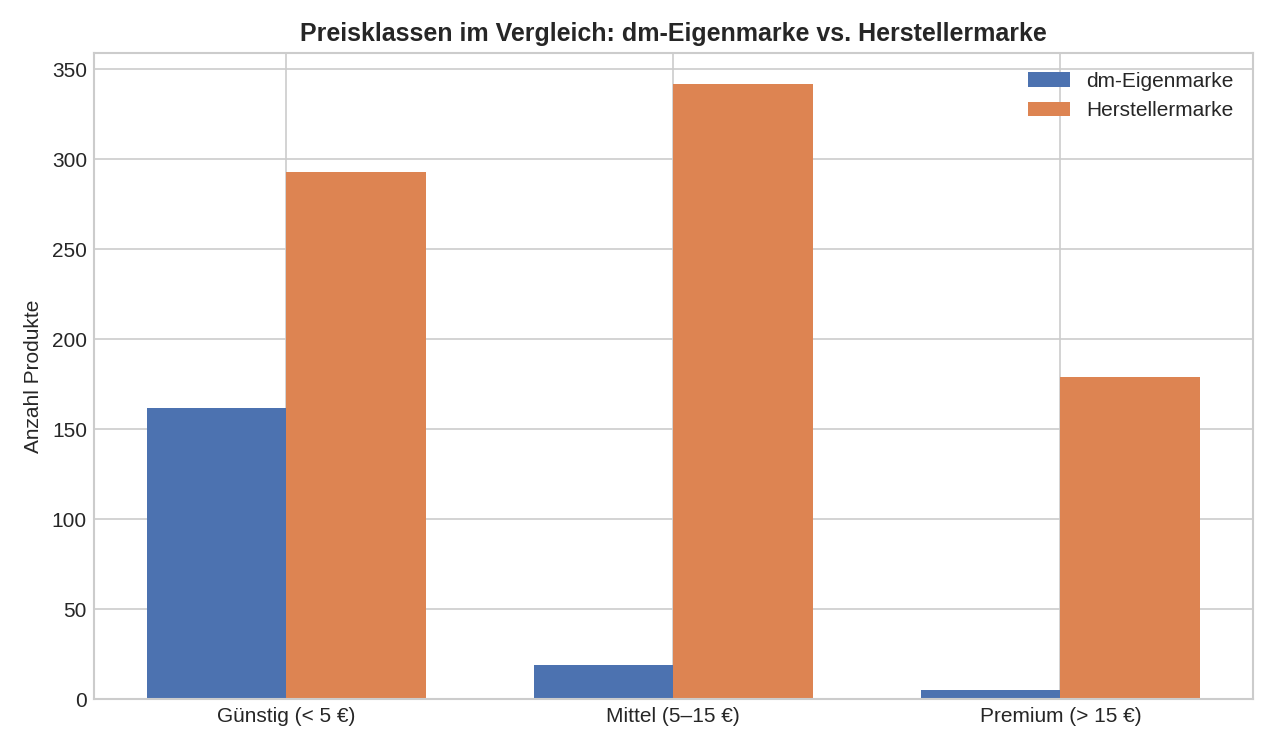 Preisklassen im Vergleich: dm-Eigenmarke vs. Herstellermarke
dm-Eigenmarke
Herstellermarke
Anzahl Produkte
350
300
250
200
150
100
50
0
Günstig (< 5 €)
Mittel (5–15 €)
Premium (> 15 €)